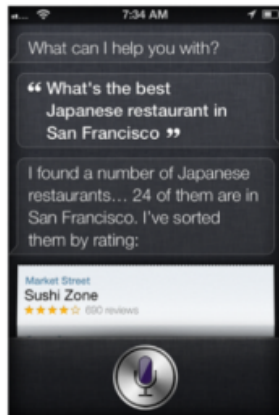 7:34 AM
What can I help you with?
“ What's the best
Japanese restaurant in
San Francisco ”
I found a number of Japanese
restaurants... 24 of them are in
San Francisco. I've sorted
them by rating:
Market Street
Sushi Zone
690 reviews